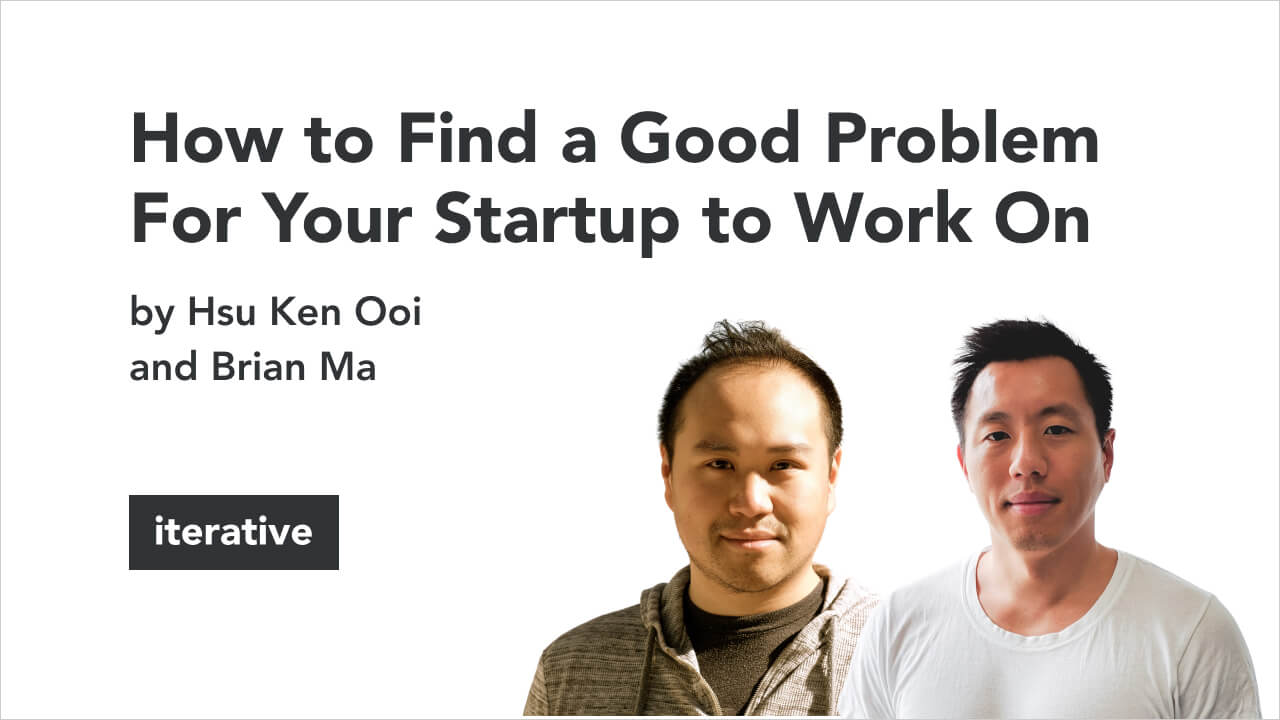 How to Find a Good Problem
For Your Startup to Work On
by Hsu Ken Ooi
and Brian Ma
iterative